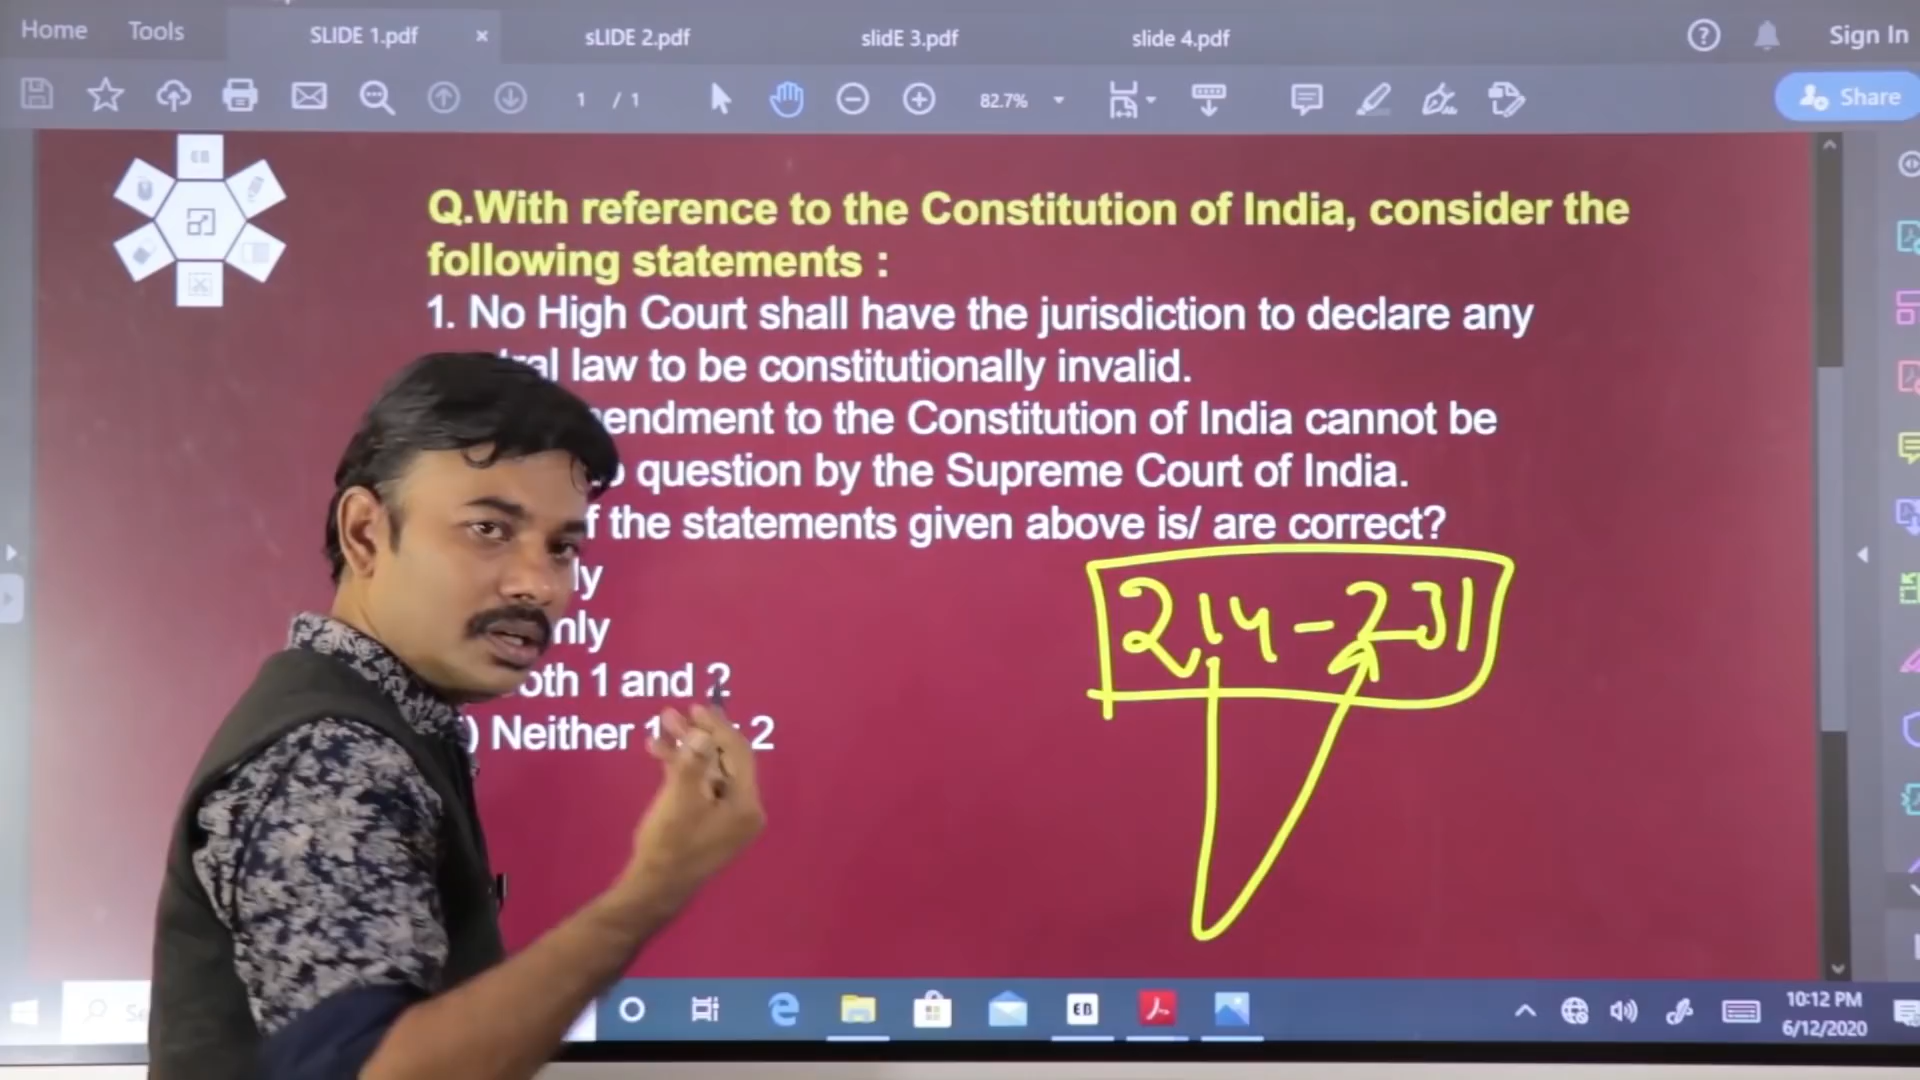 Home Tools SLIDE 1.pdf × sLIDE 2.pdf slidE 3.pdf slide 4.pdf Sign In
1 / 1 82.7% Share
EB
Q.With reference to the Constitution of India, consider the
following statements :
1. No High Court shall have the jurisdiction to declare any
law to be constitutionally invalid.
to the Constitution of India cannot be
question by the Supreme Court of India.
the statements given above is/ are correct?
1 and 2
Neither 1 2
214-231
EB
10:12 PM
6/12/2020